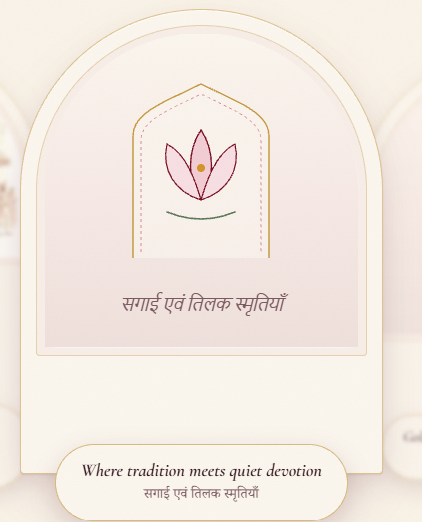 सगाई एवं तिलक स्मृतियाँ
Where tradition meets quiet devotion
सगाई एवं तिलक स्मृतियाँ